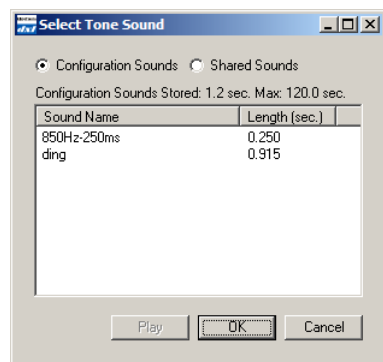 Select Tone Sound
Configuration Sounds Shared Sounds
Configuration Sounds Stored: 1.2 sec. Max: 120.0 sec.
Sound Name Length (sec.)
850Hz-250ms 0.250
ding 0.915
Play OK Cancel